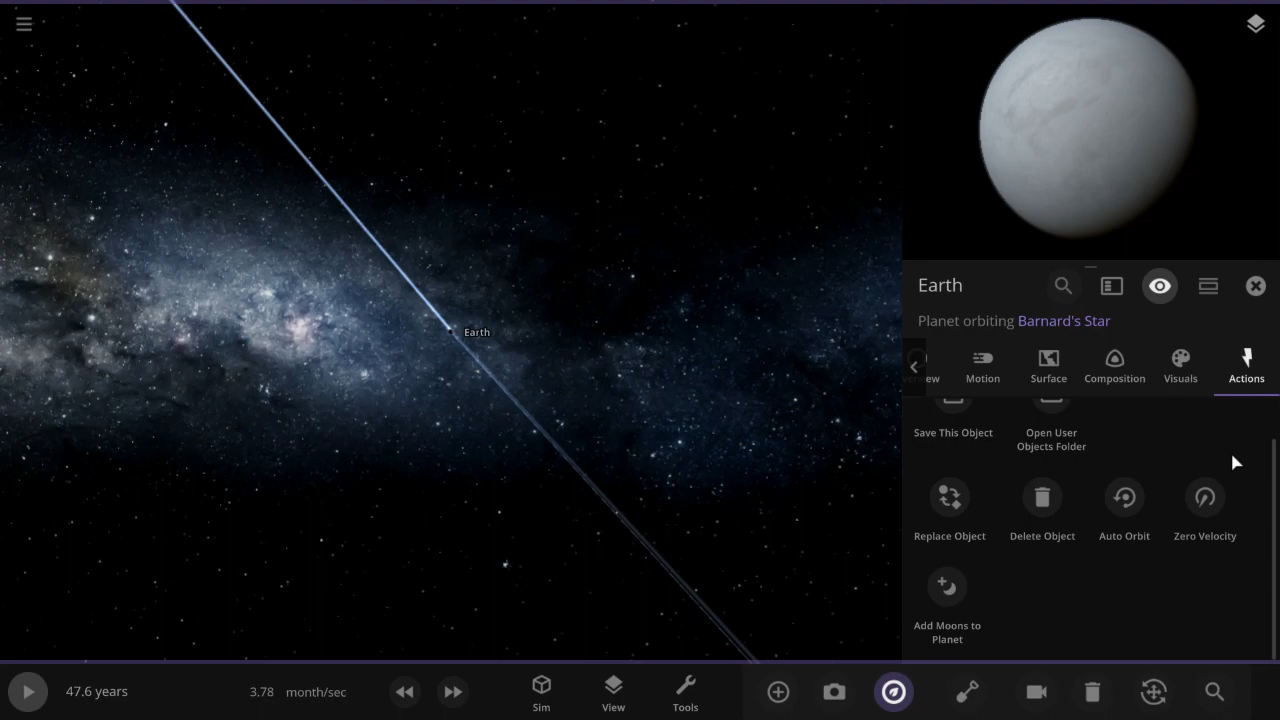 Earth
Earth
Planet orbiting Barnard's Star
Motion
Surface
Composition
Visuals
Actions
Save This Object
Open User
Objects Folder
Replace Object
Delete Object
Auto Orbit
Zero Velocity
Add Moons to
Planet
47.6 years
3.78 month/sec
Sim
View
Tools